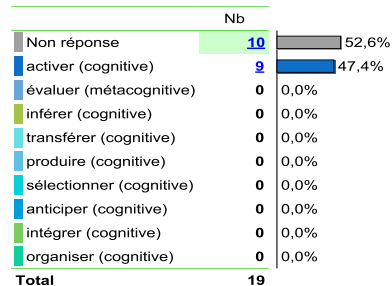 Nb
Non réponse 10 52,6%
activer (cognitive) 9 47,4%
évaluer (métacognitive) 0 0,0%
inférer (cognitive) 0 0,0%
transférer (cognitive) 0 0,0%
produire (cognitive) 0 0,0%
sélectionner (cognitive) 0 0,0%
anticiper (cognitive) 0 0,0%
intégrer (cognitive) 0 0,0%
organiser (cognitive) 0 0,0%
Total 19